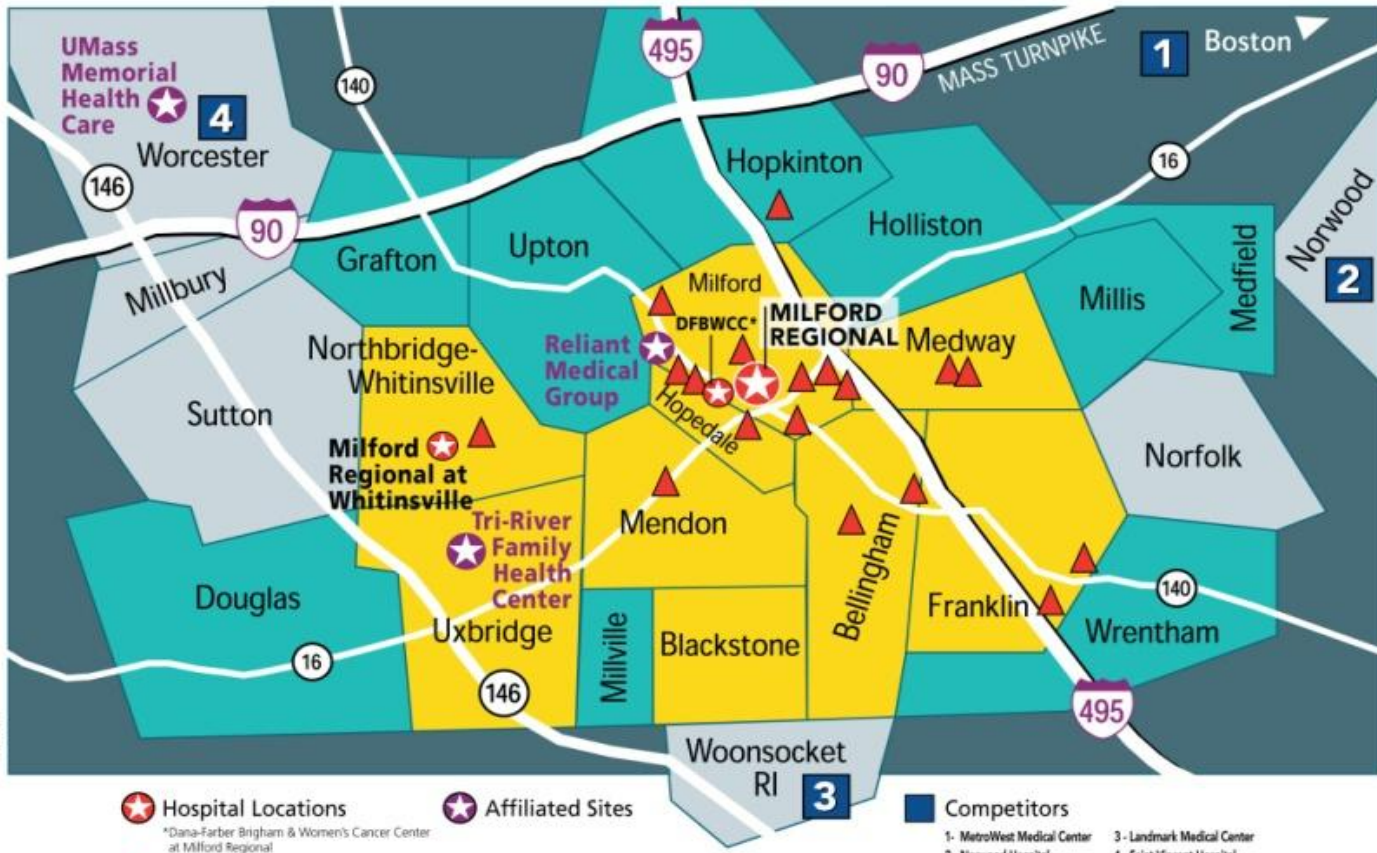 UMass
Memorial
Health
Care
4
Worcester
140
495
90
MASS TURNPIKE
1
Boston
16
146
90
Hopkinton
Holliston
Norwood
2
Grafton
Upton
Millbury
Milford
DFBWCC*
MILFORD
REGIONAL
Medway
Millis
Medfield
Northbridge-
Whitinsville
Reliant
Medical
Group
Hopedale
Sutton
Milford
Regional at
Whitinsville
Norfolk
Mendon
Tri-River
Family
Health
Center
Bellingham
Douglas
Uxbridge
Millville
Blackstone
Franklin
140
Wrentham
16
146
495
Woonsocket
RI
3
Hospital Locations
*Dana-Farber Brigham & Women's Cancer Center
at Milford Regional
Affiliated Sites
Competitors
1- MetroWest Medical Center
3 - Landmark Medical Center